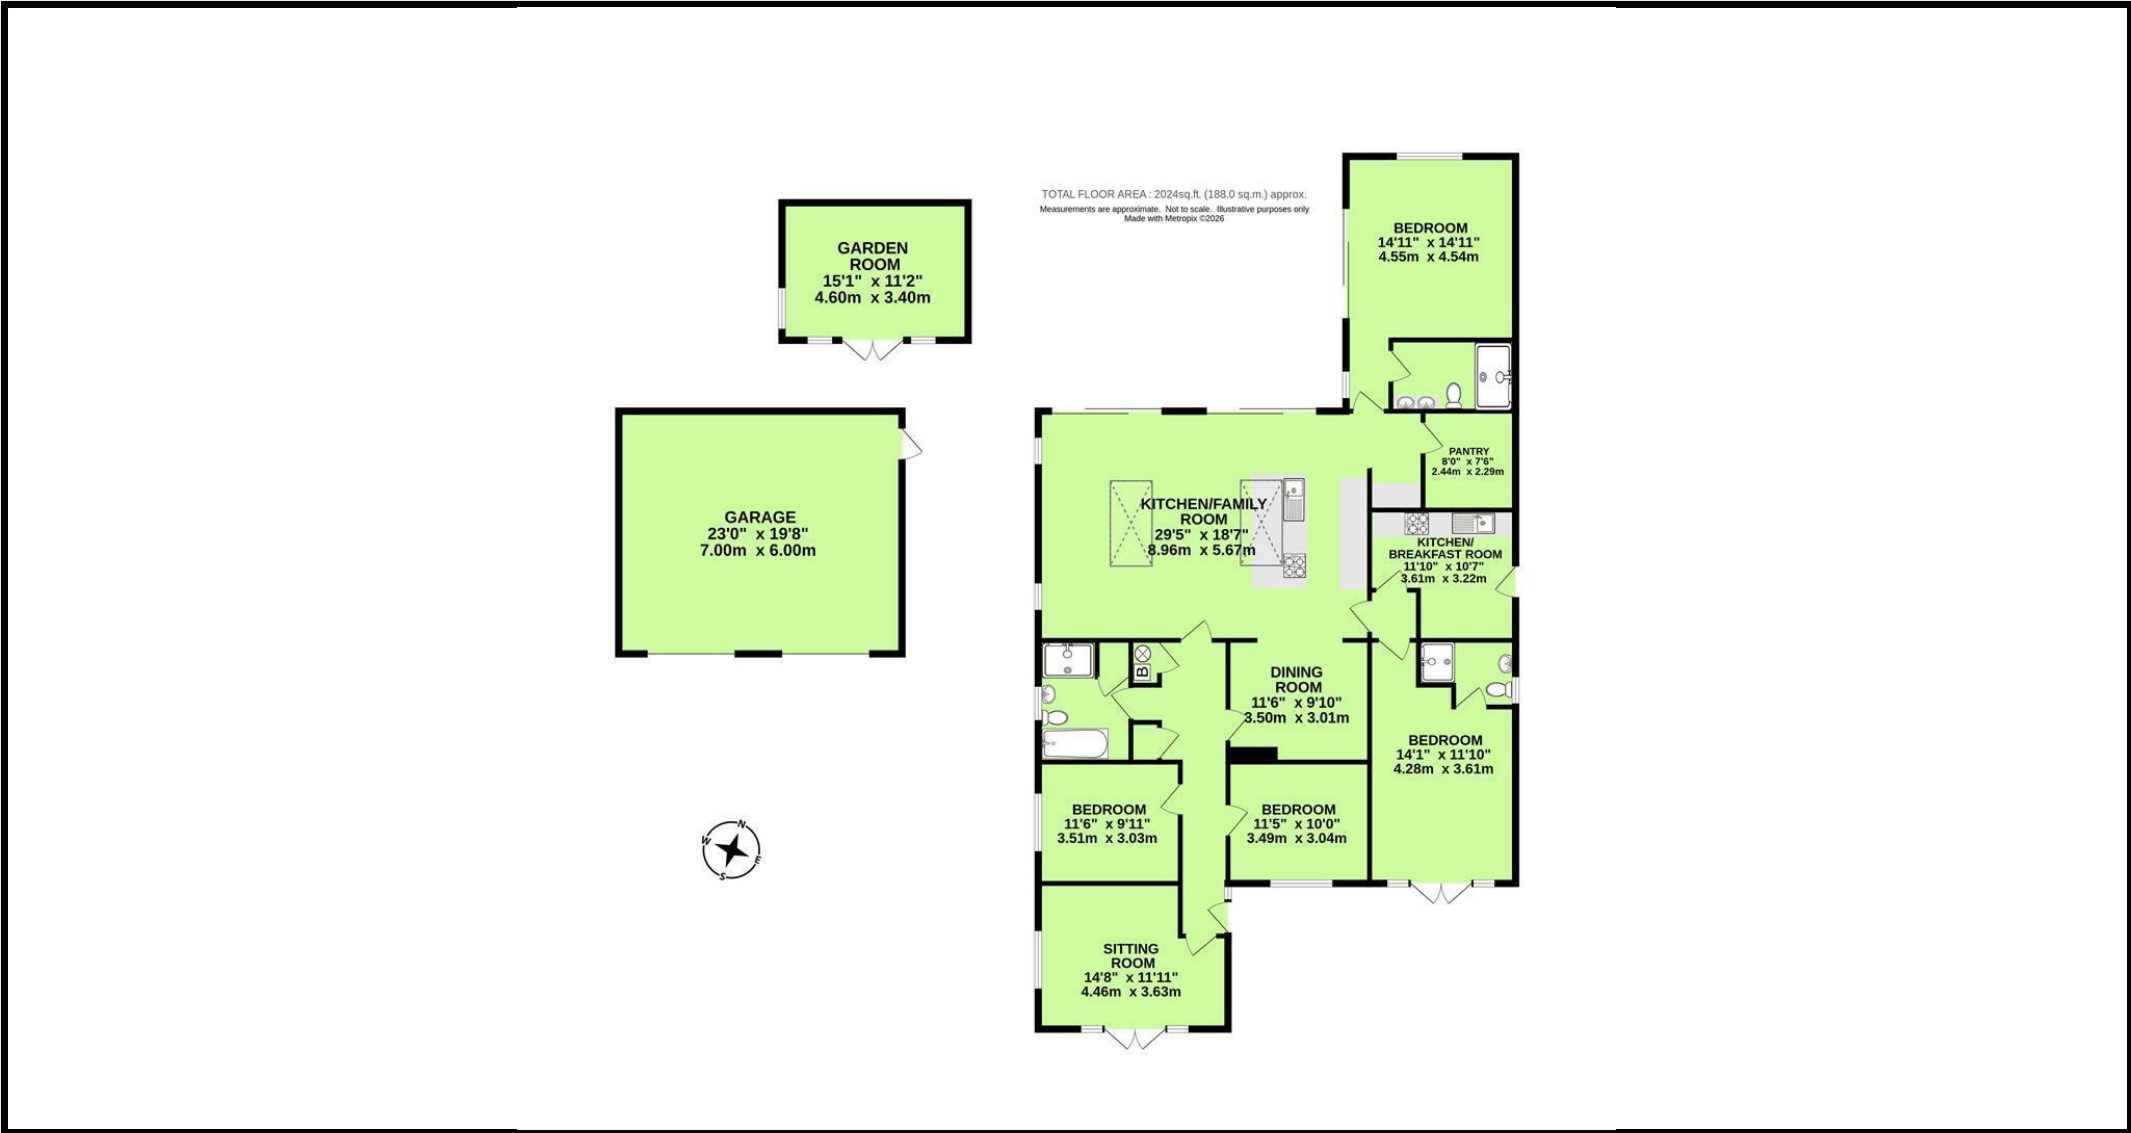 TOTAL FLOOR AREA : 2024sq.ft. (188.0 sq.m.) approx.
Measurements are approximate. Not to scale. Illustrative purposes only
Made with Metropix ©2026
GARDEN
ROOM
15'1" x 11'2"
4.60m x 3.40m
BEDROOM
14'11" x 14'11"
4.55m x 4.54m
GARAGE
23'0" x 19'8"
7.00m x 6.00m
KITCHEN/FAMILY
ROOM
29'5" x 18'7"
8.96m x 5.67m
PANTRY
8'0" x 7'6"
2.44m x 2.29m
KITCHEN/
BREAKFAST ROOM
11'10" x 10'7"
3.61m x 3.22m
B
DINING
ROOM
11'6" x 9'10"
3.50m x 3.01m
BEDROOM
14'1" x 11'10"
4.28m x 3.61m
BEDROOM
11'6" x 9'11"
3.51m x 3.03m
BEDROOM
11'5" x 10'0"
3.49m x 3.04m
SITTING
ROOM
14'8" x 11'11"
4.46m x 3.63m
N
W
E
S